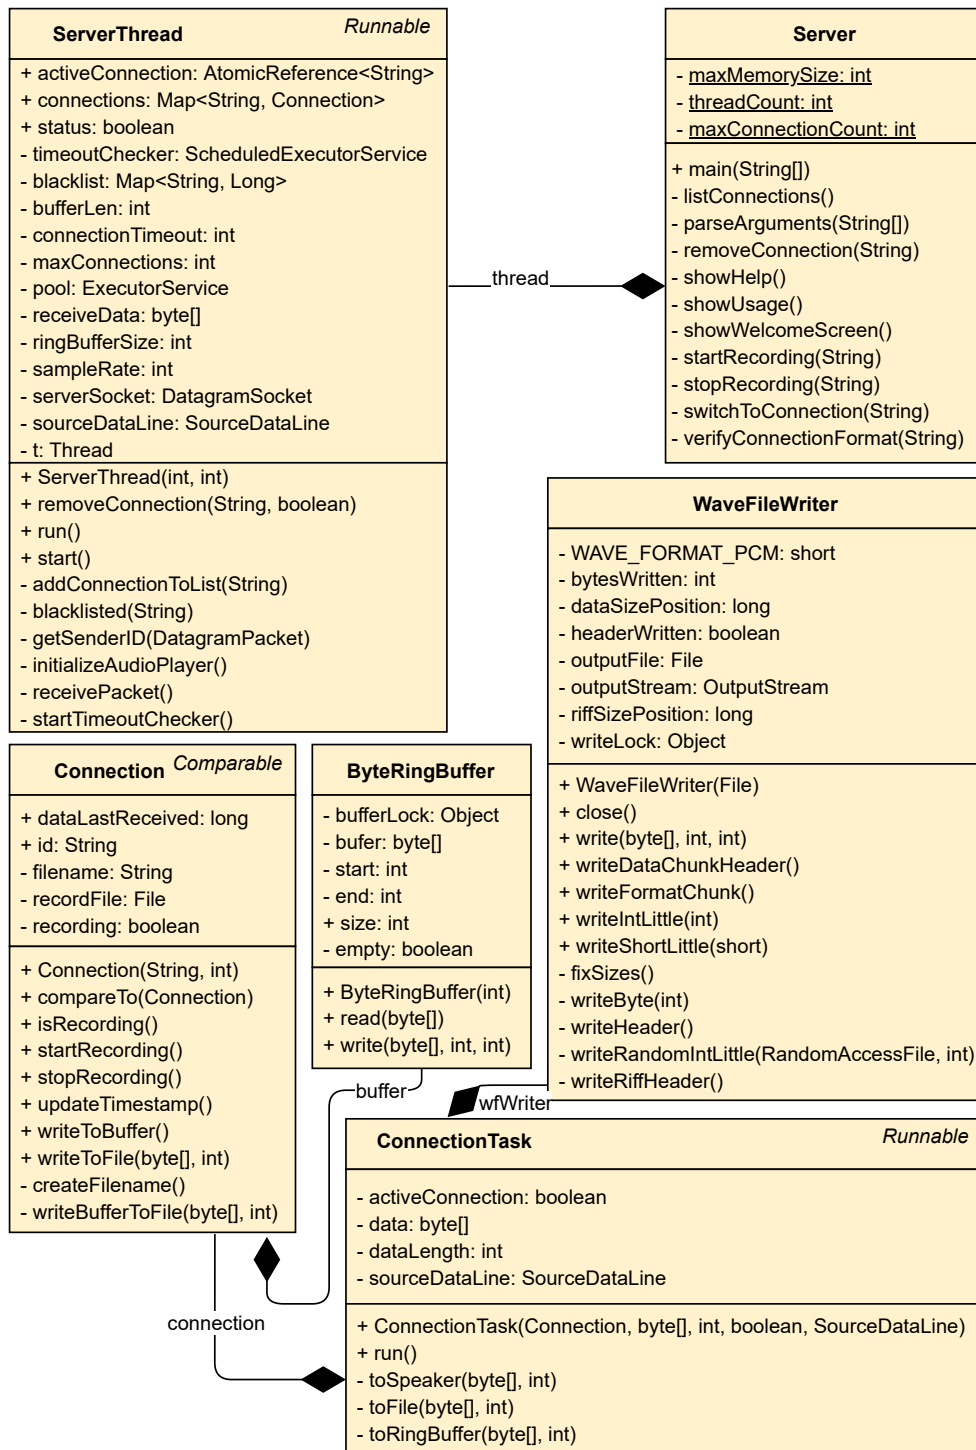 ServerThread
Runnable
+ activeConnection: AtomicReference<String>
+ connections: Map<String, Connection>
+ status: boolean
- timeoutChecker: ScheduledExecutorService
- blacklist: Map<String, Long>
- bufferLen: int
- connectionTimeout: int
- maxConnections: int
- pool: ExecutorService
- receiveData: byte[]
- ringBufferSize: int
- sampleRate: int
- serverSocket: DatagramSocket
- sourceDataLine: SourceDataLine
- t: Thread
+ ServerThread(int, int)
+ removeConnection(String, boolean)
+ run()
+ start()
- addConnectionToList(String)
- blacklisted(String)
- getSenderID(DatagramPacket)
- initializeAudioPlayer()
- receivePacket()
- startTimeoutChecker()
thread
Server
- maxMemorySize: int
- threadCount: int
- maxConnectionCount: int
+ main(String[])
- listConnections()
- parseArguments(String[])
- removeConnection(String)
- showHelp()
- showUsage()
- showWelcomeScreen()
- startRecording(String)
- stopRecording(String)
- switchToConnection(String)
- verifyConnectionFormat(String)
WaveFileWriter
- WAVE_FORMAT_PCM: short
- bytesWritten: int
- dataSizePosition: long
- headerWritten: boolean
- outputFile: File
- outputStream: OutputStream
- riffSizePosition: long
- writeLock: Object
+ WaveFileWriter(File)
+ close()
+ write(byte[], int, int)
+ writeDataChunkHeader()
+ writeFormatChunk()
+ writeIntLittle(int)
+ writeShortLittle(short)
- fixSizes()
- writeByte(int)
- writeHeader()
- writeRandomIntLittle(RandomAccessFile, int)
- writeRiffHeader()
Connection
Comparable
+ dataLastReceived: long
+ id: String
- filename: String
- recordFile: File
- recording: boolean
+ Connection(String, int)
+ compareTo(Connection)
+ isRecording()
+ startRecording()
+ stopRecording()
+ updateTimestamp()
+ writeToBuffer()
+ writeToFile(byte[], int)
- createFilename()
- writeBufferToFile(byte[], int)
ByteRingBuffer
- bufferLock: Object
- bufer: byte[]
- start: int
- end: int
+ size: int
- empty: boolean
+ ByteRingBuffer(int)
+ read(byte[])
+ write(byte[], int, int)
buffer
wfWriter
connection
ConnectionTask
Runnable
- activeConnection: boolean
- data: byte[]
- dataLength: int
- sourceDataLine: SourceDataLine
+ ConnectionTask(Connection, byte[], int, boolean, SourceDataLine)
+ run()
- toSpeaker(byte[], int)
- toFile(byte[], int)
- toRingBuffer(byte[], int)